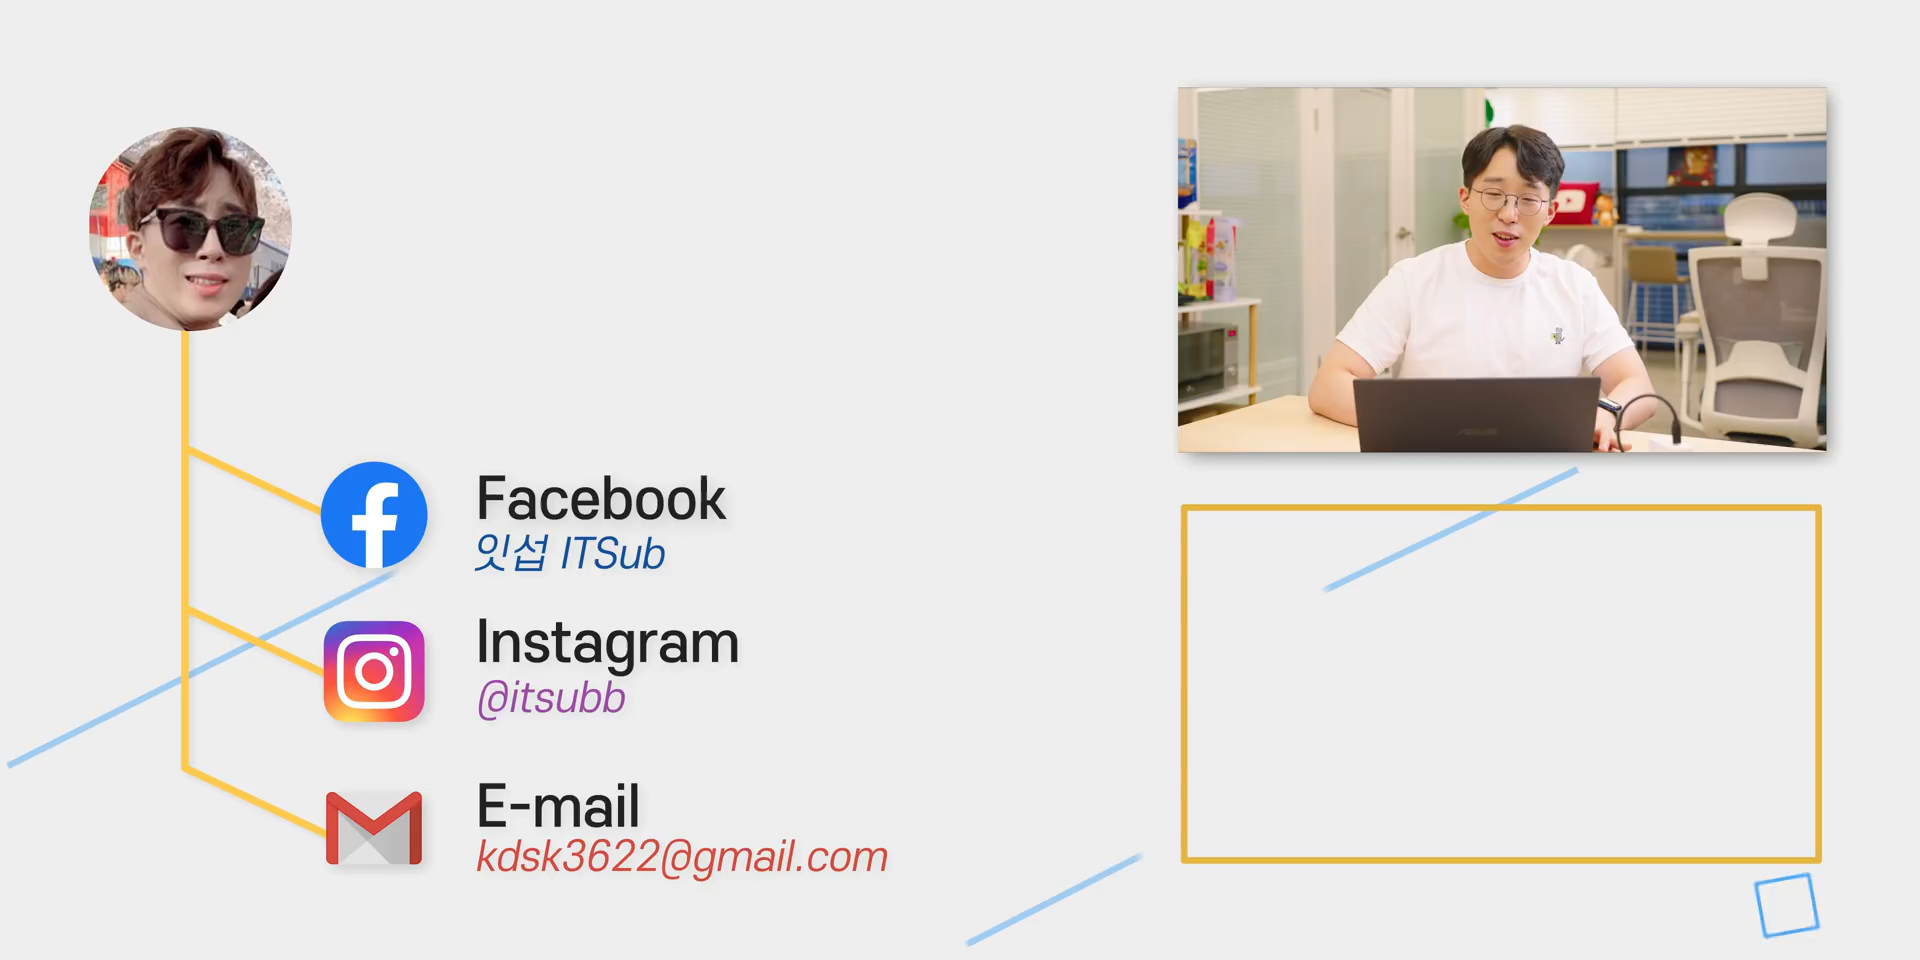 Facebook
잇섭 ITSub
Instagram
@itsubb
E-mail
kdsk3622@gmail.com